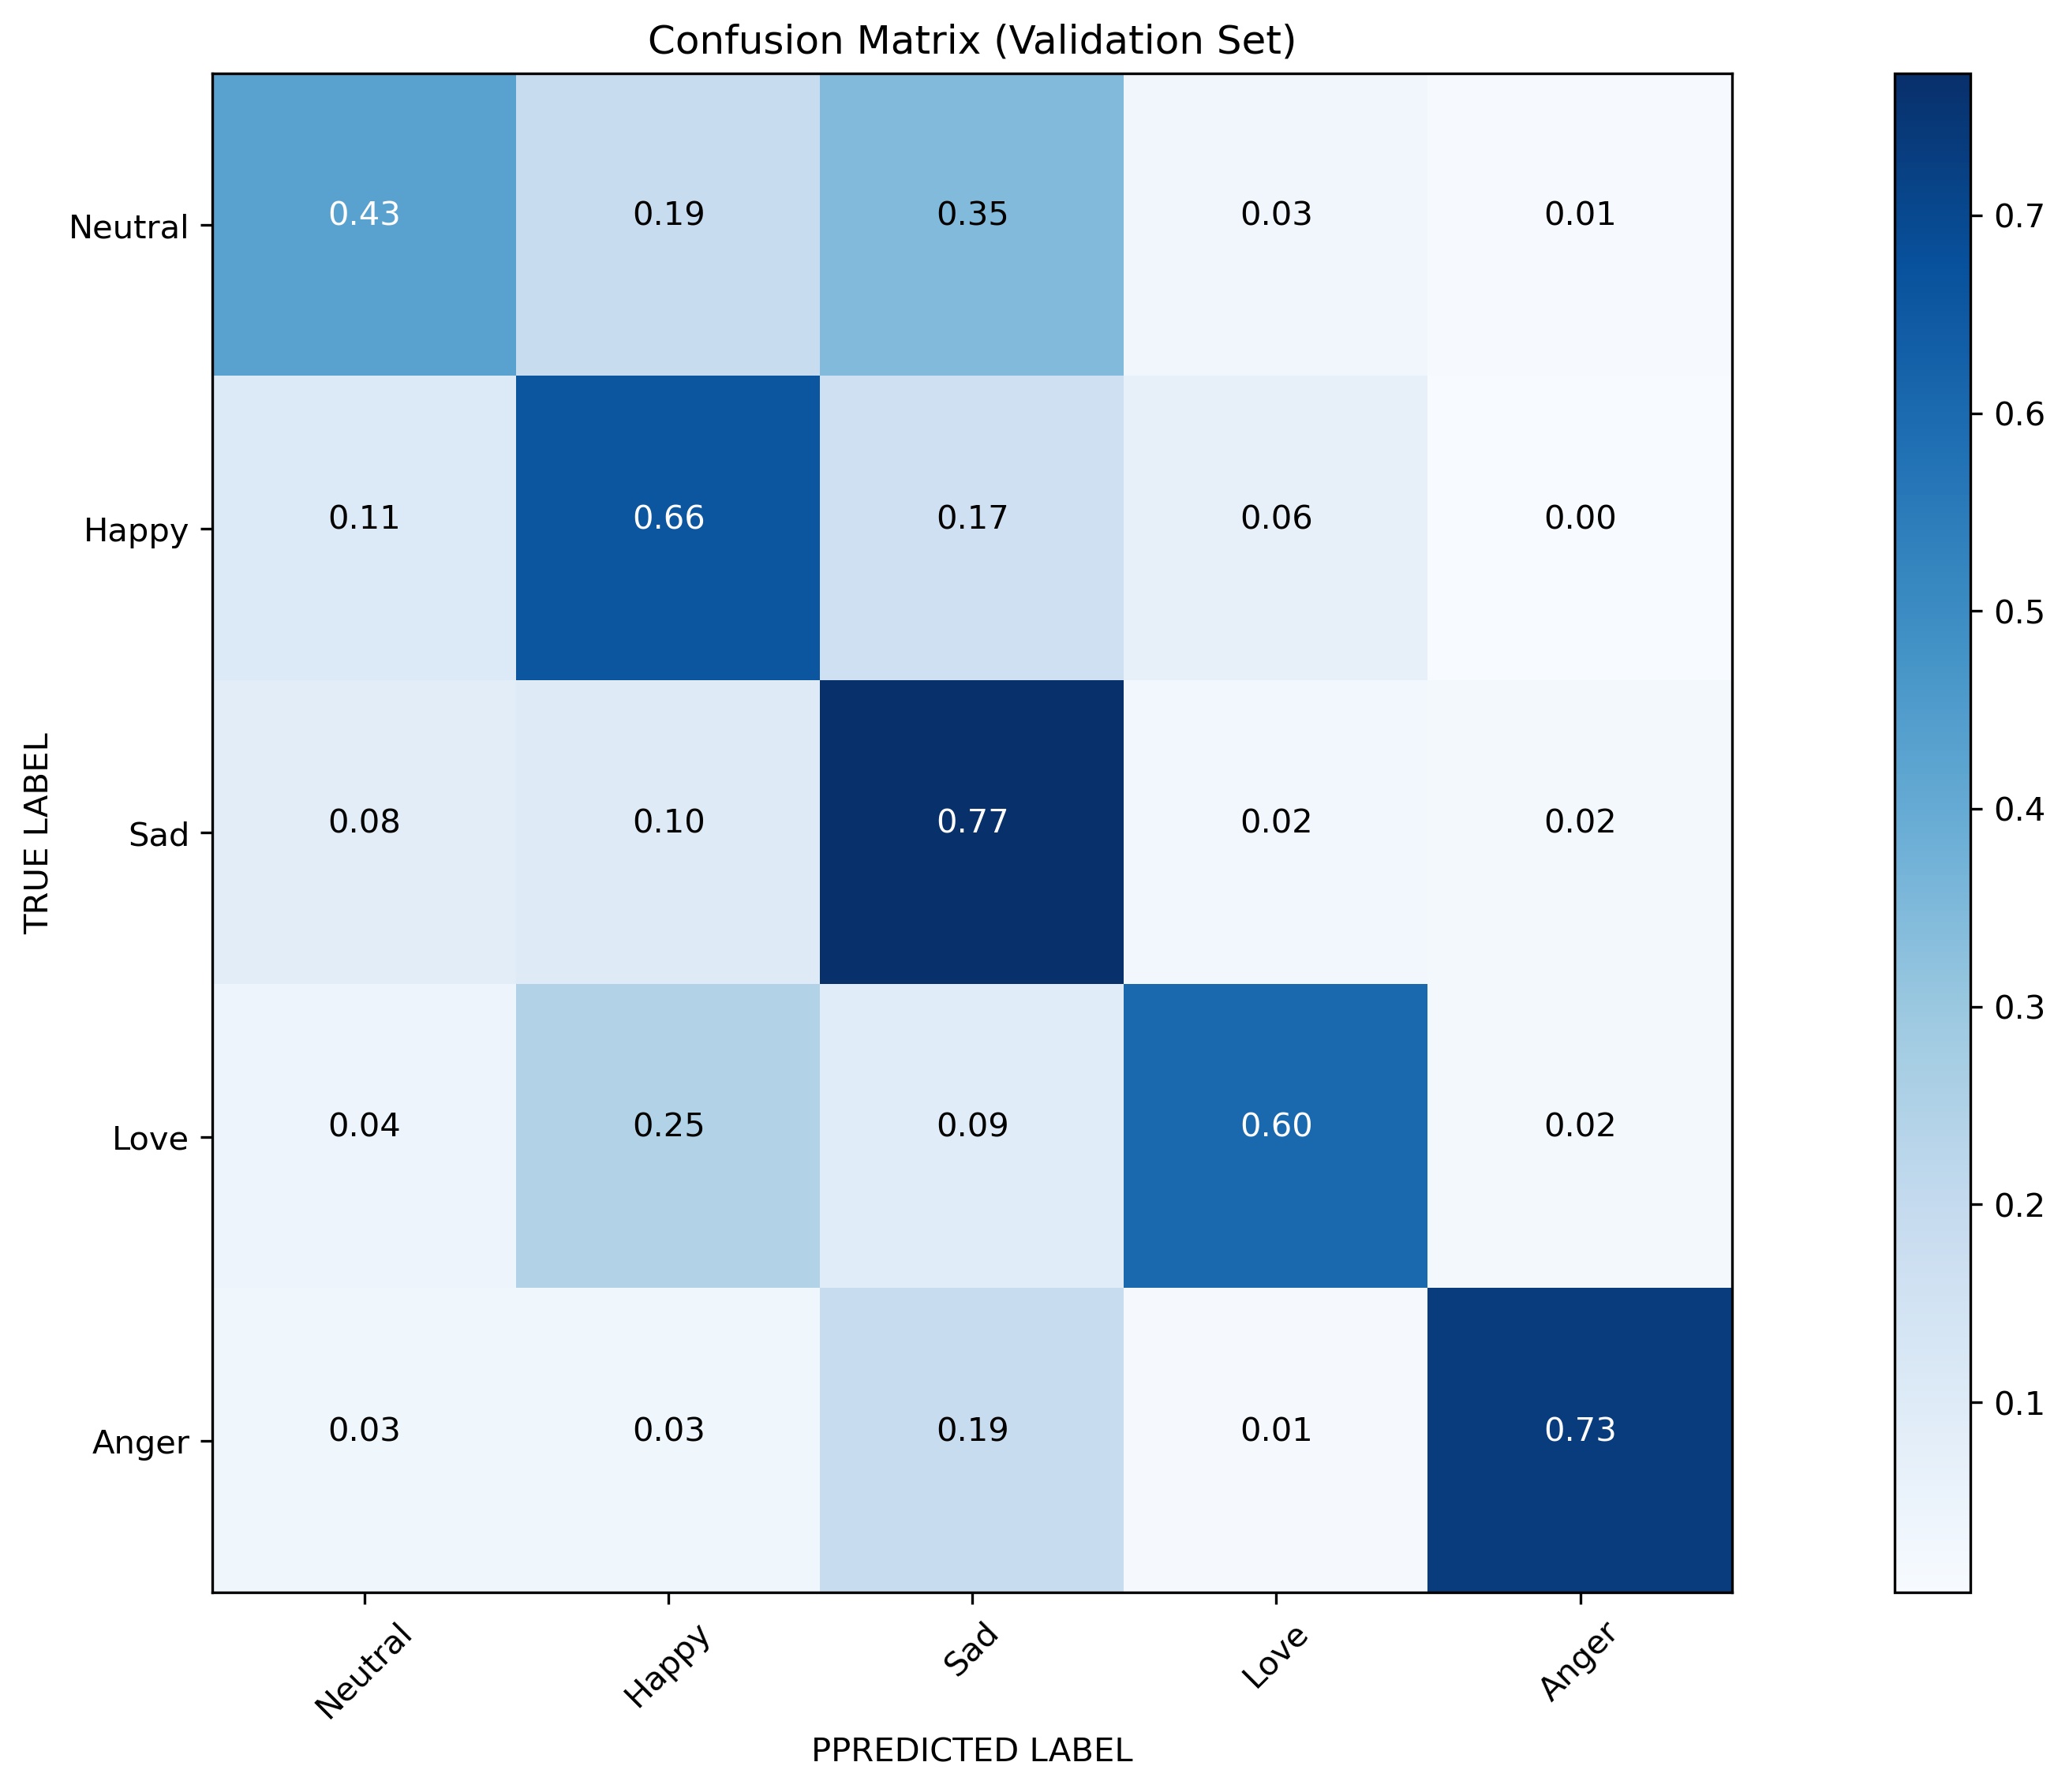 Confusion Matrix (Validation Set)
TRUE LABEL
Neutral 0.43 0.19 0.35 0.03 0.01
Happy 0.11 0.66 0.17 0.06 0.00
Sad 0.08 0.10 0.77 0.02 0.02
Love 0.04 0.25 0.09 0.60 0.02
Anger 0.03 0.03 0.19 0.01 0.73
Neutral Happy Sad Love Anger
PPREDICTED LABEL
0.7
0.6
0.5
0.4
0.3
0.2
0.1